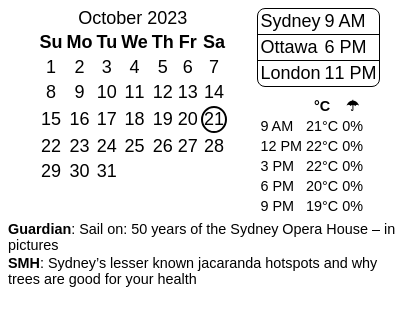 October 2023
Su Mo Tu We Th Fr Sa
1 2 3 4 5 6 7
8 9 10 11 12 13 14
15 16 17 18 19 20 21
22 23 24 25 26 27 28
29 30 31
Sydney 9 AM
Ottawa 6 PM
London 11 PM
°C ☂
9 AM 21°C 0%
12 PM 22°C 0%
3 PM 22°C 0%
6 PM 20°C 0%
9 PM 19°C 0%
Guardian: Sail on: 50 years of the Sydney Opera House – in
pictures
SMH: Sydney’s lesser known jacaranda hotspots and why
trees are good for your health